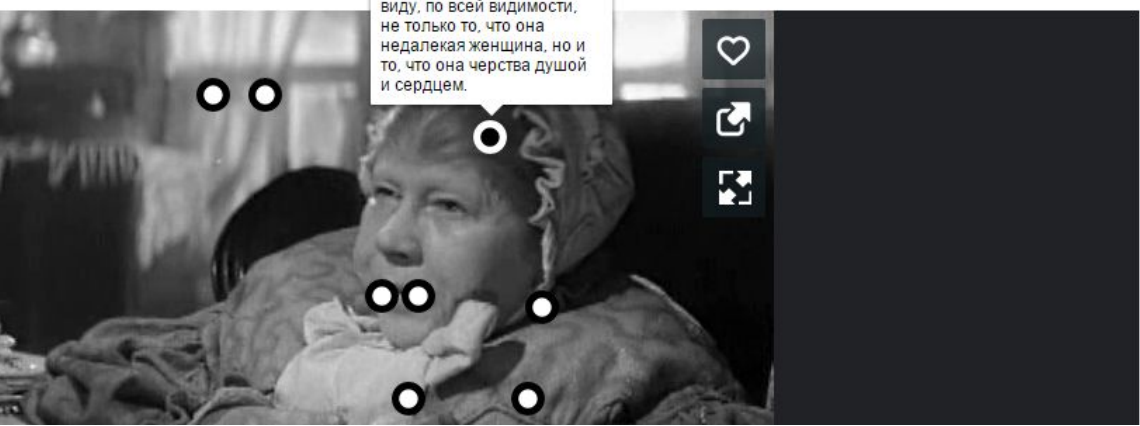 виду, по всей видимости,
не только то, что она
недалекая женщина, но и
то, что она черства душой
и сердцем.